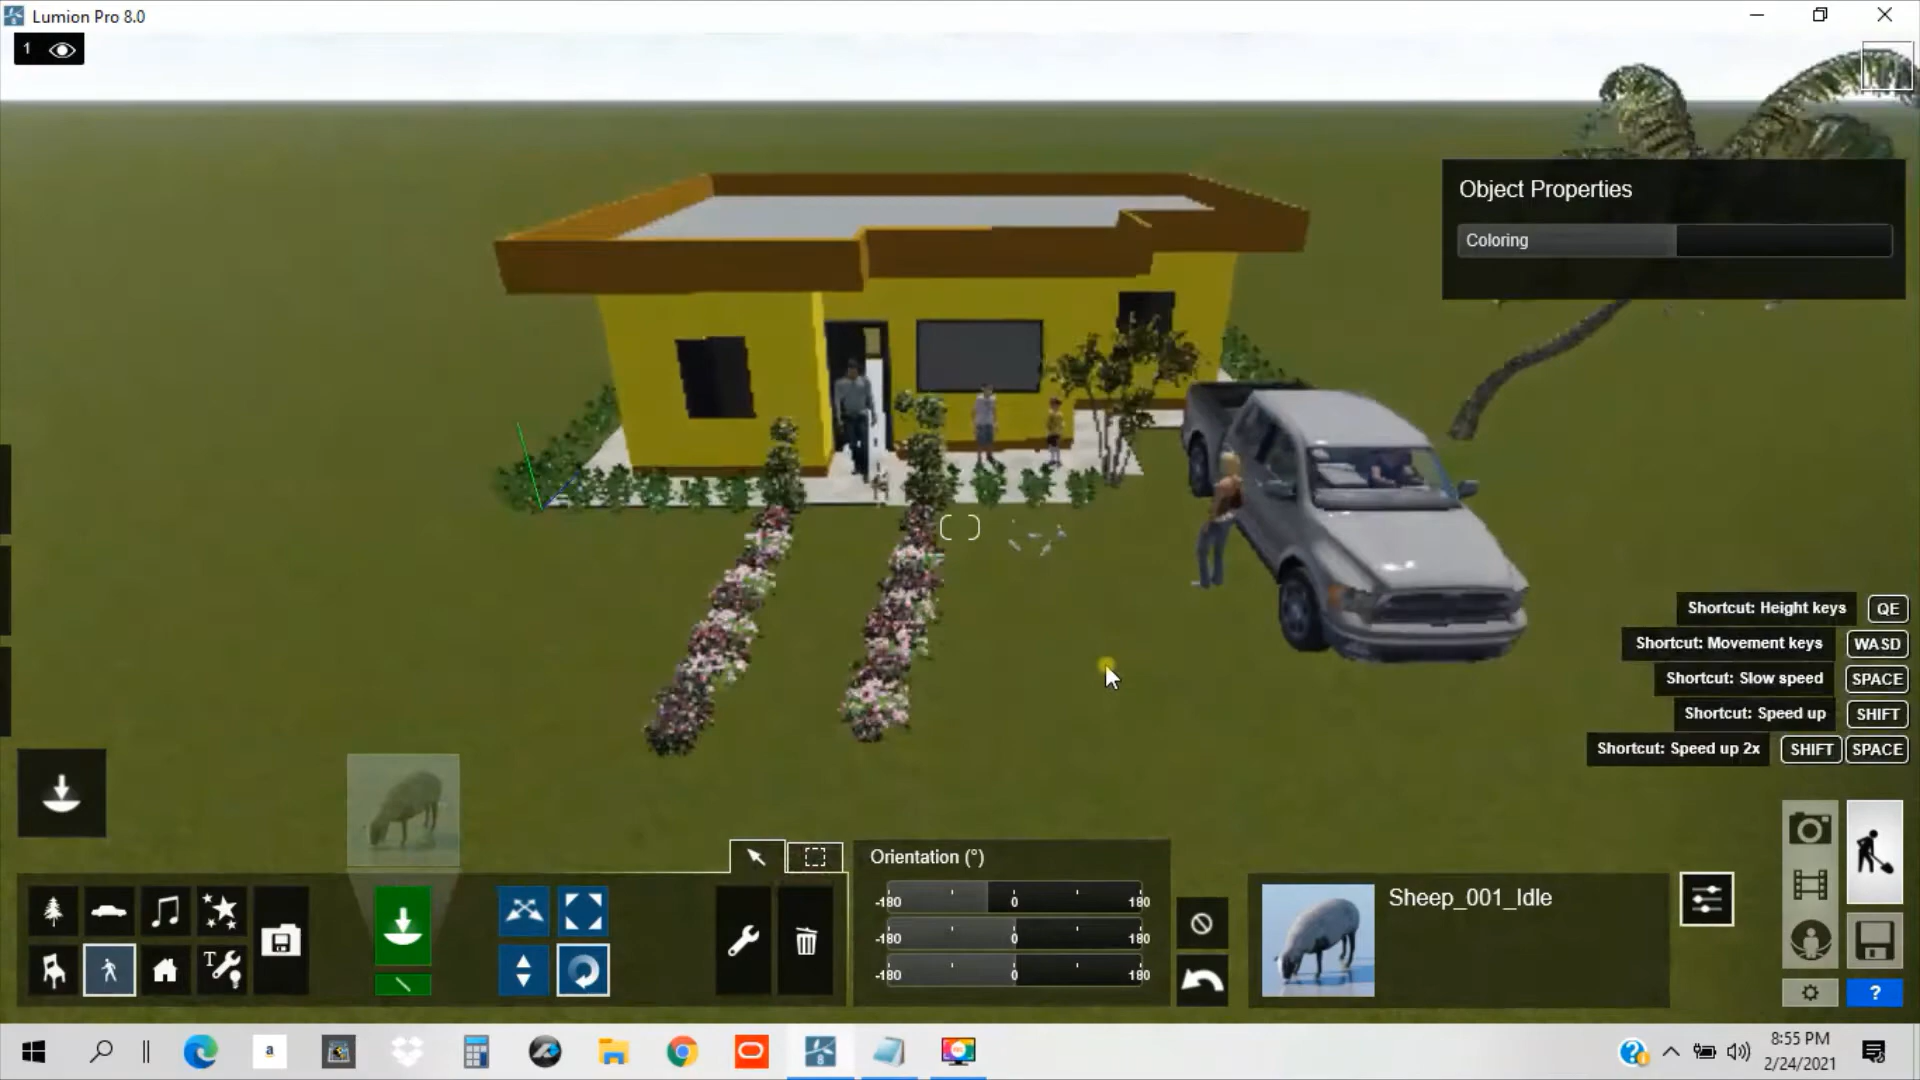 Lumion Pro 8.0
1
Object Properties
Coloring
Shortcut: Height keys QE
Shortcut: Movement keys WASD
Shortcut: Slow speed SPACE
Shortcut: Speed up SHIFT
Shortcut: Speed up 2x SHIFT SPACE
Orientation (°)
-180 0 180
-180 0 180
-180 0 180
Sheep_001_Idle
T
?
a
8
?
8:55 PM
2/24/2021